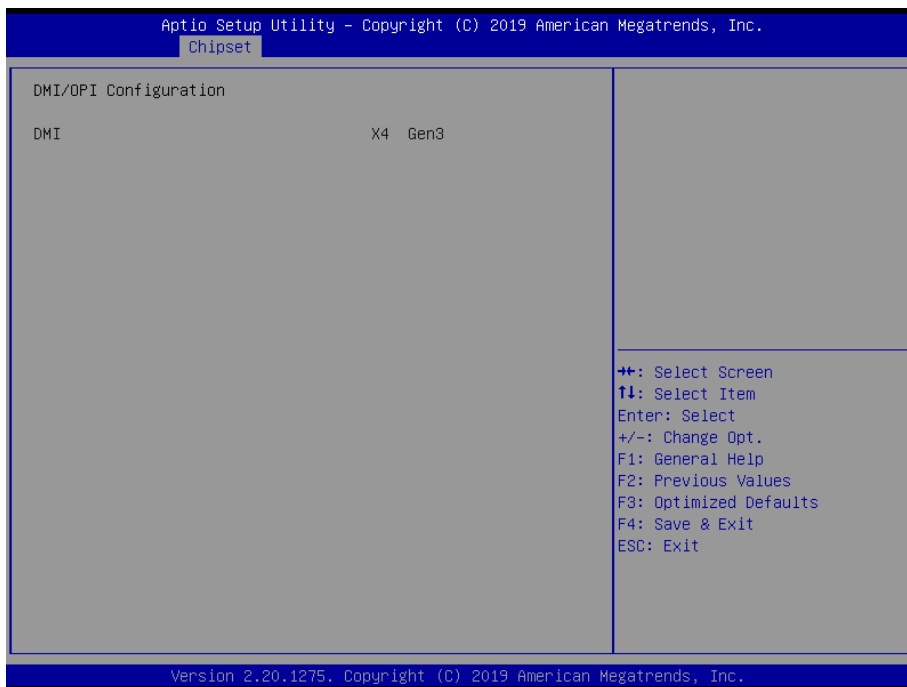 Aptio Setup Utility – Copyright (C) 2019 American Megatrends, Inc.
Chipset
DMI/OPI Configuration
DMI X4 Gen3
→←: Select Screen
↑↓: Select Item
Enter: Select
+/-: Change Opt.
F1: General Help
F2: Previous Values
F3: Optimized Defaults
F4: Save & Exit
ESC: Exit
Version 2.20.1275. Copyright (C) 2019 American Megatrends, Inc.